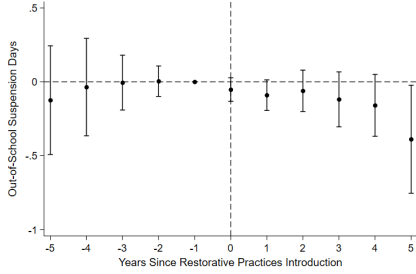 .5
0
-.5
-1
Out-of-School Suspension Days
-5 -4 -3 -2 -1 0 1 2 3 4 5
Years Since Restorative Practices Introduction